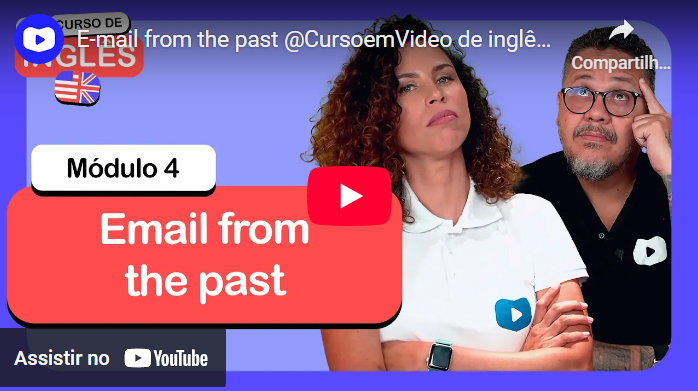 CURSO DE
INGLÊS
E-mail from the past @CursoemVideo de inglê...
Compartilh...
Módulo 4
Email from
the past
Assistir no YouTube